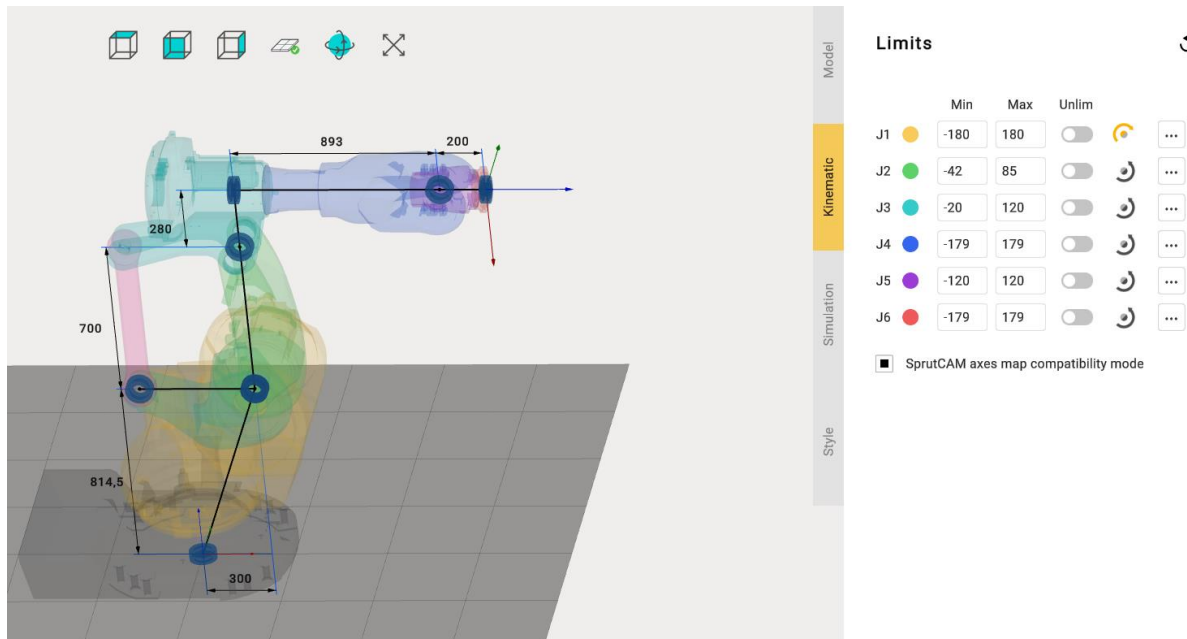 893
200
280
700
814,5
300
Model
Kinematic
Simulation
Style
Limits
Min Max Unlim
J1 -180 180 ...
J2 -42 85 ...
J3 -20 120 ...
J4 -179 179 ...
J5 -120 120 ...
J6 -179 179 ...
SprutCAM axes map compatibility mode